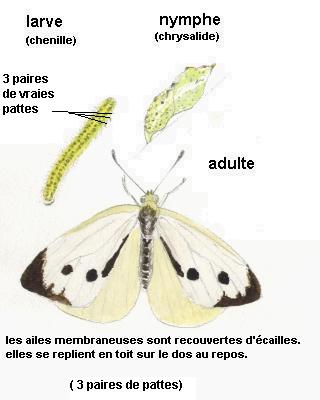 larve
(chenille)
nymphe
(chrysalide)
3 paires
de vraies
pattes
adulte
les ailes membraneuses sont recouvertes d'écailles.
elles se replient en toit sur le dos au repos.
( 3 paires de pattes)